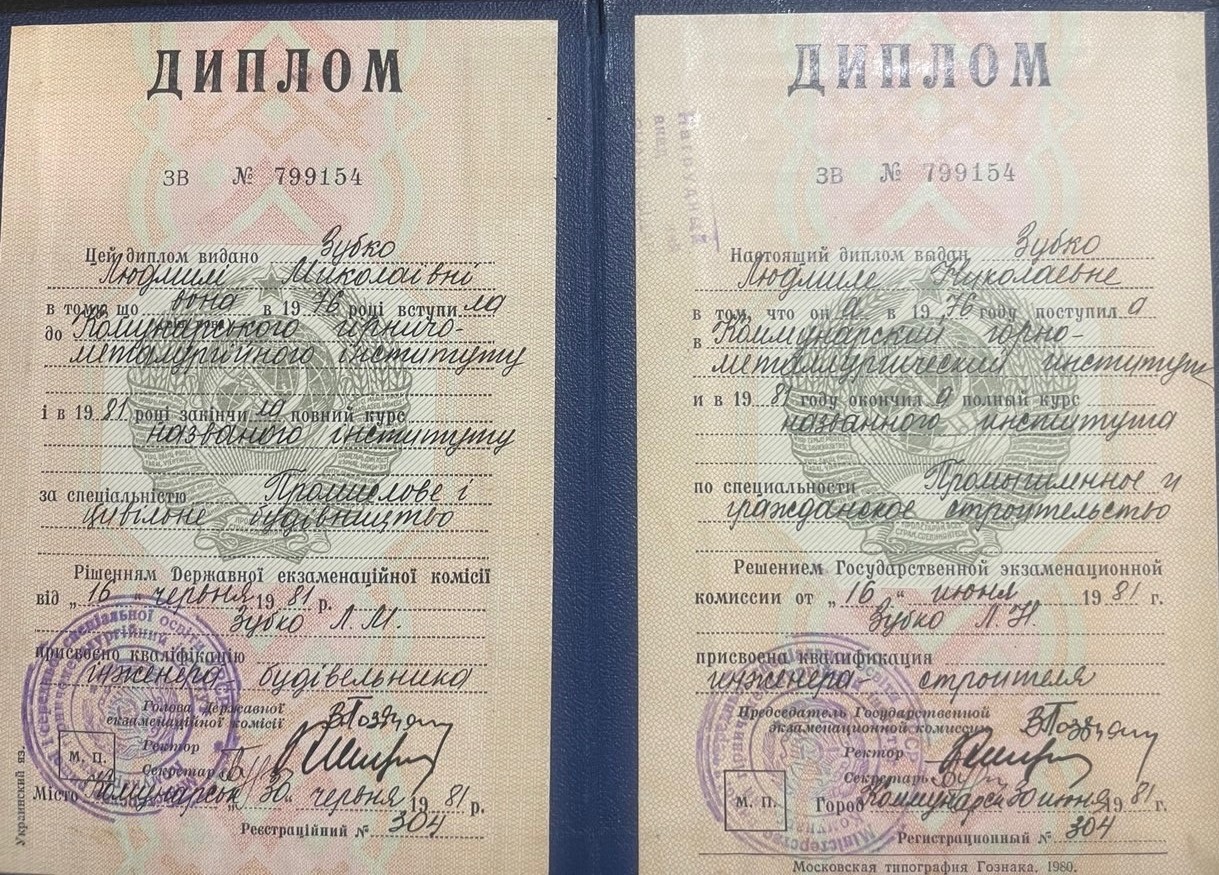 ДИПЛОМ
ЗВ № 799154
Цей диплом видано Зубко
Людмилі Миколаївні
в тому, що вона в 1976 році вступила
до Комунарського гірничо-
металургійного інституту
і в 1981 році закінчила повний курс
названого інституту
за спеціальністю Промислове і
цивільне будівництво
Рішенням Державної екзаменаційної комісії
від „16" червня 1981 р.
Зубко Л. М.
присвоєно кваліфікацію
інженера будівельника
Голова Державної
екзаменаційної комісії
Ректор
М. П.
Секретар
Місто Комунарськ „30" червня 1981 р.
Реєстраційний № 304
Украинский яз.
ДИПЛОМ
ЗВ № 799154
Нагрудный
Настоящий диплом выдан Зубко
Людмиле Николаевне
в том, что она в 1976 году поступила
в Коммунарский горно-
металлургический институт
и в 1981 году окончила полный курс
названного института
по специальности Промышленное и
гражданское строительство
Решением Государственной экзаменационной
комиссии от „16" июня 1981 г.
Зубко Л. Н.
присвоена квалификация
инженера-строителя
Председатель Государственной
экзаменационной комиссии
Ректор
Секретарь
М. П.
Город Коммунарск 30 июня 1981 г.
Регистрационный № 304
Московская типография Гознака. 1980.